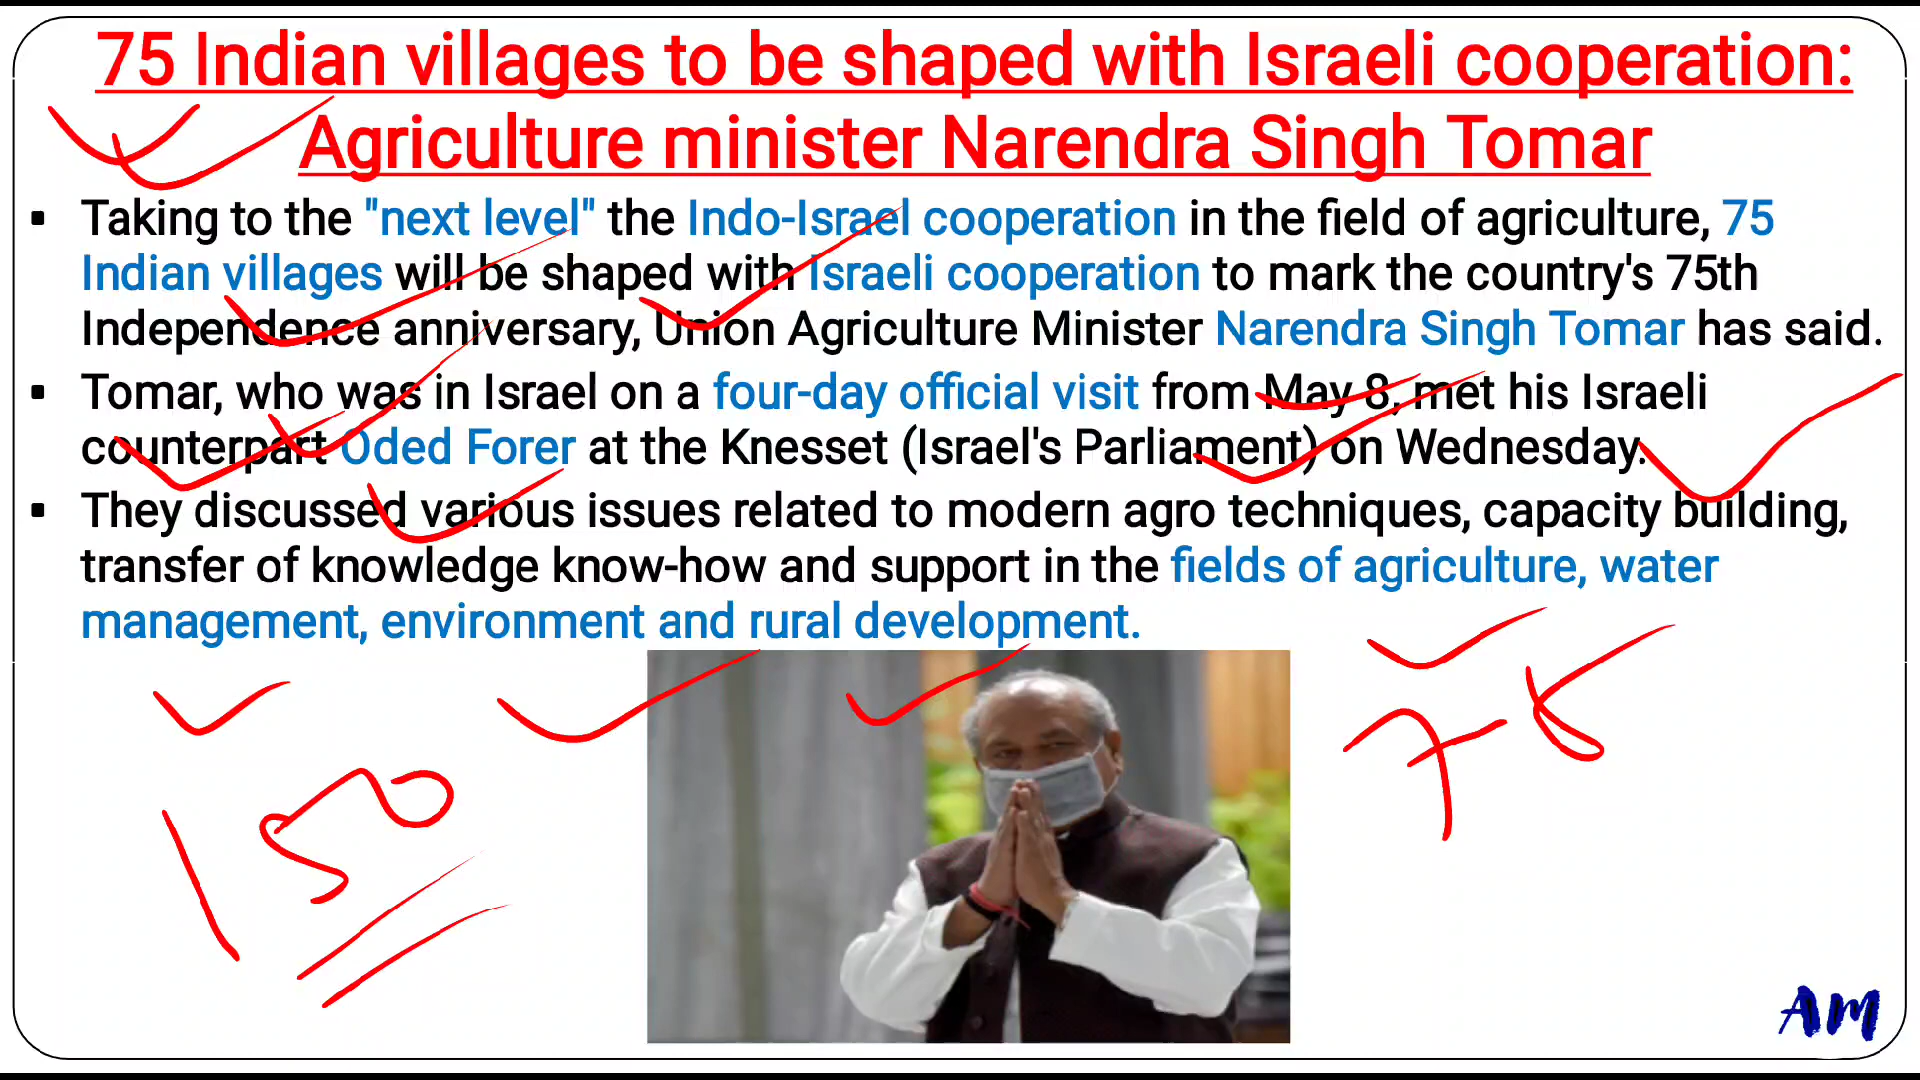 75 Indian villages to be shaped with Israeli cooperation:
Agriculture minister Narendra Singh Tomar
▪ Taking to the "next level" the Indo-Israel cooperation in the field of agriculture, 75
Indian villages will be shaped with Israeli cooperation to mark the country's 75th
Independence anniversary, Union Agriculture Minister Narendra Singh Tomar has said.
▪ Tomar, who was in Israel on a four-day official visit from May 8, met his Israeli
counterpart Oded Forer at the Knesset (Israel's Parliament) on Wednesday.
▪ They discussed various issues related to modern agro techniques, capacity building,
transfer of knowledge know-how and support in the fields of agriculture, water
management, environment and rural development.
150
AM